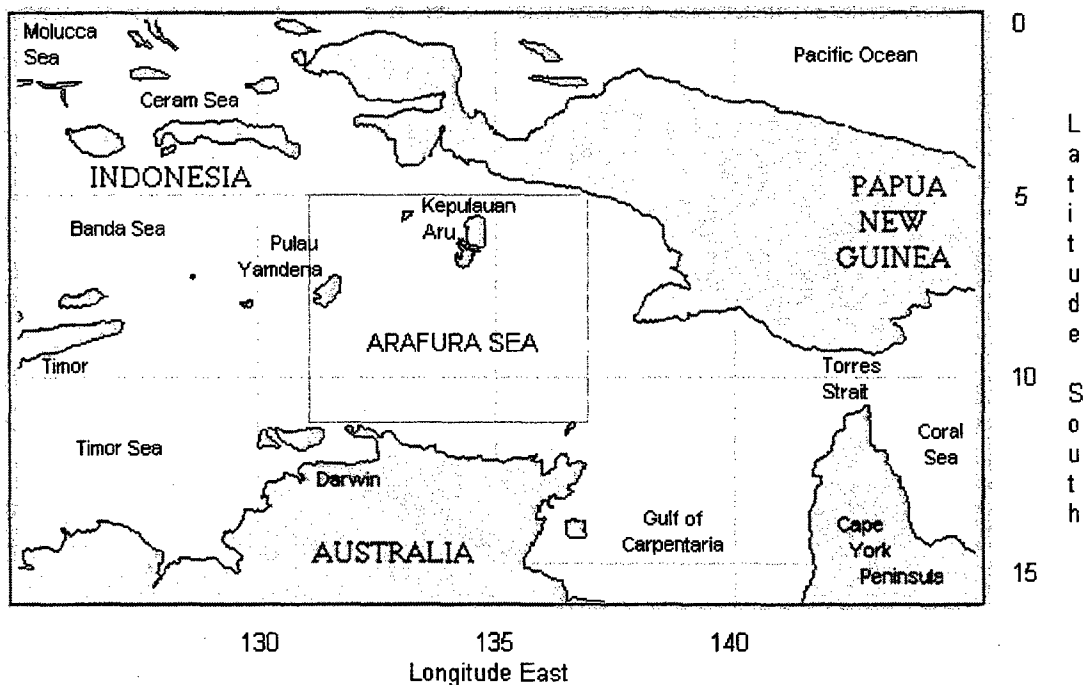 Molucca
Sea
Pacific Ocean
0
Ceram Sea
INDONESIA
PAPUA
NEW
GUINEA
5
Kepulauan
Aru
Banda Sea
Pulau
Yamdena
ARAFURA SEA
Timor
Torres
Strait
10
Timor Sea
Coral
Sea
Darwin
Gulf of
Carpentaria
Cape
York
Peninsula
AUSTRALIA
15
Latitude South
130
135
140
Longitude East